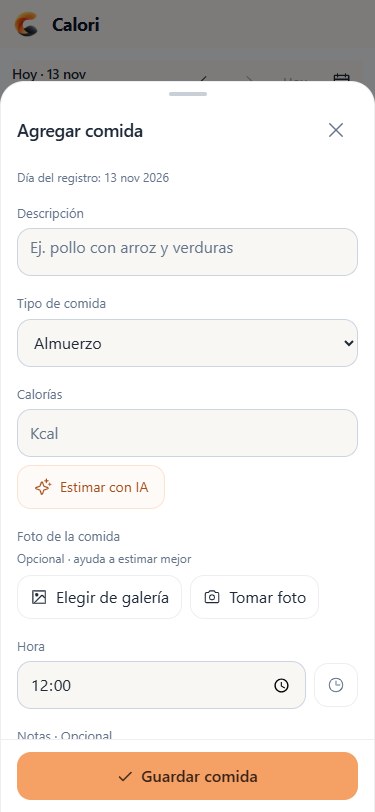 Calori
Hoy · 13 nov
Hoy
Agregar comida
Día del registro: 13 nov 2026
Descripción
Ej. pollo con arroz y verduras
Tipo de comida
Almuerzo
Calorías
Kcal
Estimar con IA
Foto de la comida
Opcional · ayuda a estimar mejor
Elegir de galería
Tomar foto
Hora
12:00
Notas · Opcional
Guardar comida